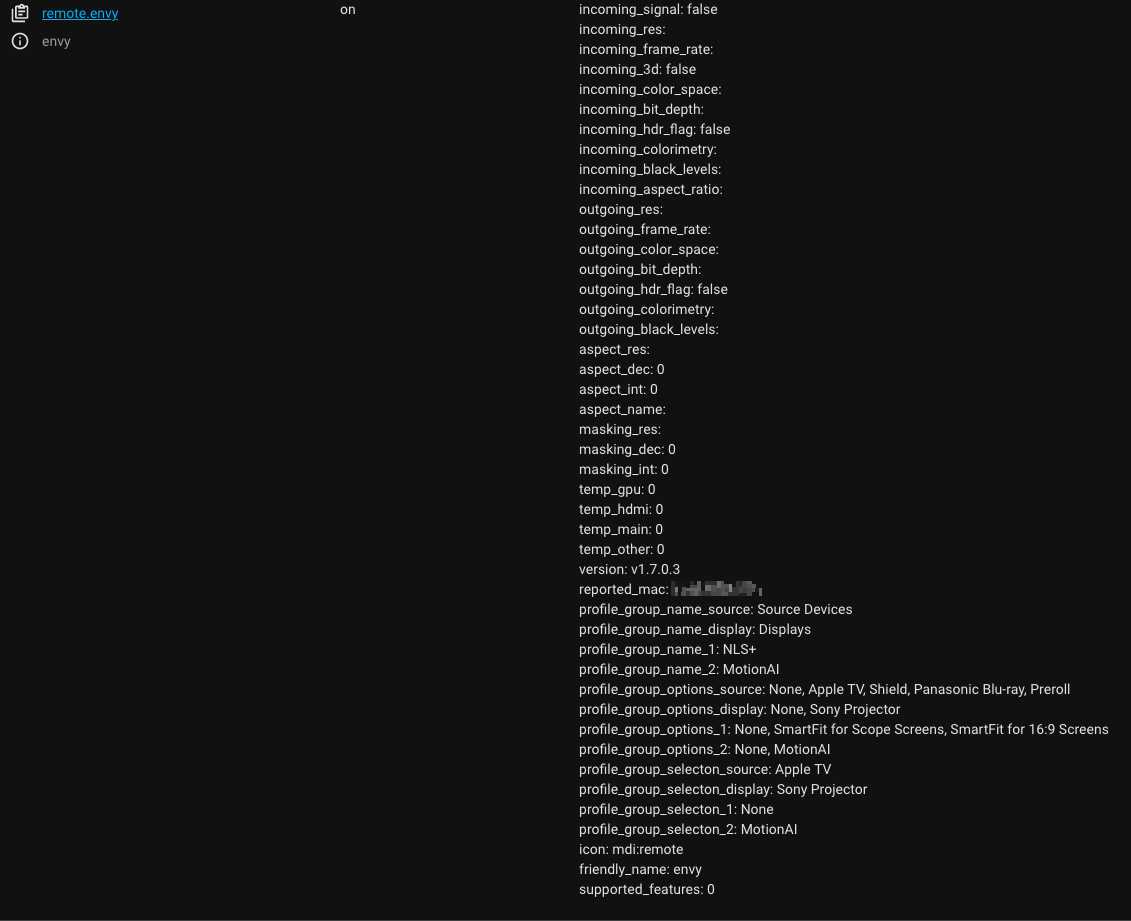 remote.envy
envy
on
incoming_signal: false
incoming_res:
incoming_frame_rate:
incoming_3d: false
incoming_color_space:
incoming_bit_depth:
incoming_hdr_flag: false
incoming_colorimetry:
incoming_black_levels:
incoming_aspect_ratio:
outgoing_res:
outgoing_frame_rate:
outgoing_color_space:
outgoing_bit_depth:
outgoing_hdr_flag: false
outgoing_colorimetry:
outgoing_black_levels:
aspect_res:
aspect_dec: 0
aspect_int: 0
aspect_name:
masking_res:
masking_dec: 0
masking_int: 0
temp_gpu: 0
temp_hdmi: 0
temp_main: 0
temp_other: 0
version: v1.7.0.3
reported_mac:
profile_group_name_source: Source Devices
profile_group_name_display: Displays
profile_group_name_1: NLS+
profile_group_name_2: MotionAI
profile_group_options_source: None, Apple TV, Shield, Panasonic Blu-ray, Preroll
profile_group_options_display: None, Sony Projector
profile_group_options_1: None, SmartFit for Scope Screens, SmartFit for 16:9 Screens
profile_group_options_2: None, MotionAI
profile_group_selecton_source: Apple TV
profile_group_selecton_display: Sony Projector
profile_group_selecton_1: None
profile_group_selecton_2: MotionAI
icon: mdi:remote
friendly_name: envy
supported_features: 0